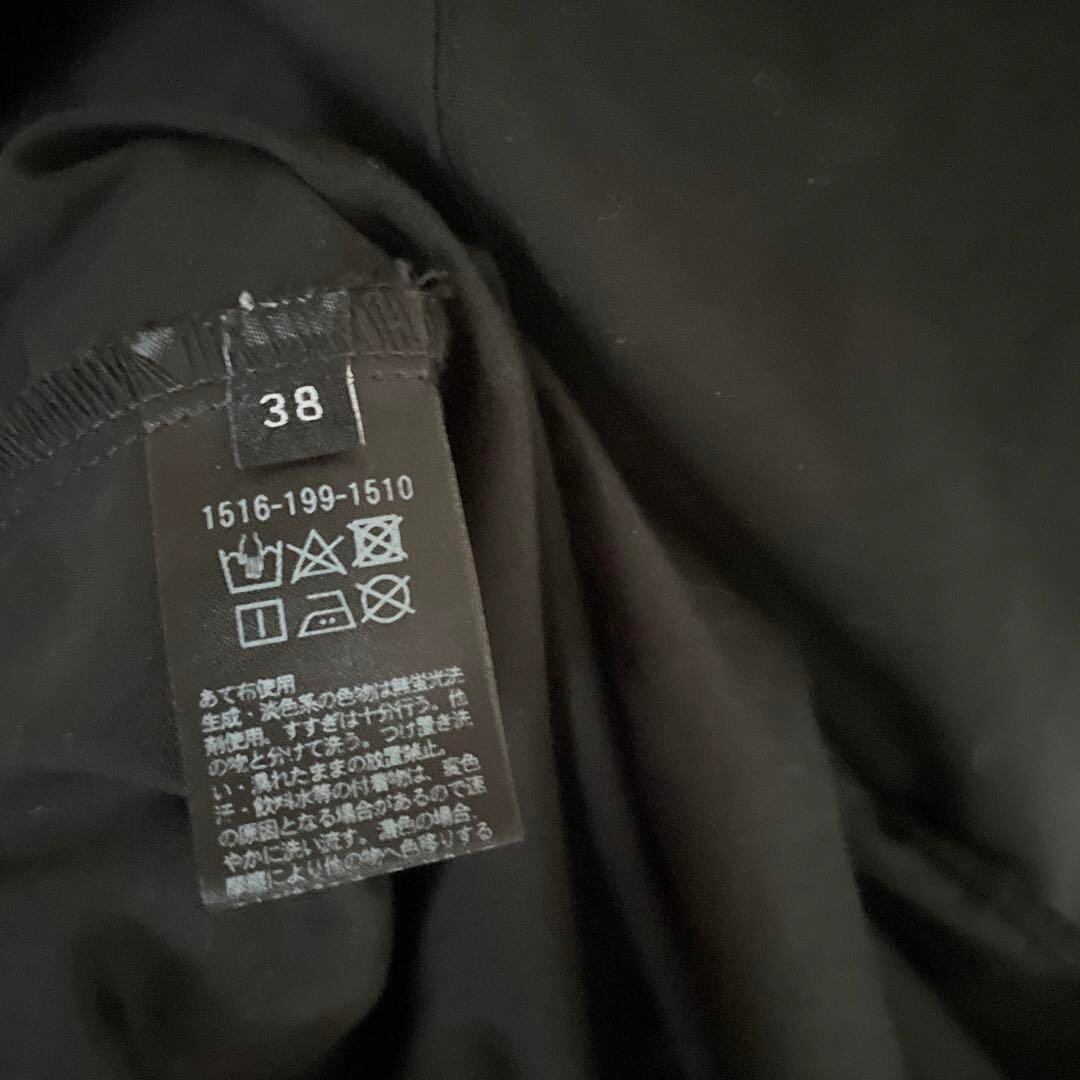 38
1516-199-1510
あて布使用
生成・淡色系の色物は無蛍光洗
剤使用。すすぎは十分行う。他
の物と分けて洗う。つけ置き洗
い・濡れたままの放置禁止。
汗・飲料水等の付着物は、変色
の原因となる場合があるので速
やかに洗い流す。濃色の場合、
摩擦により他の物へ色移りする